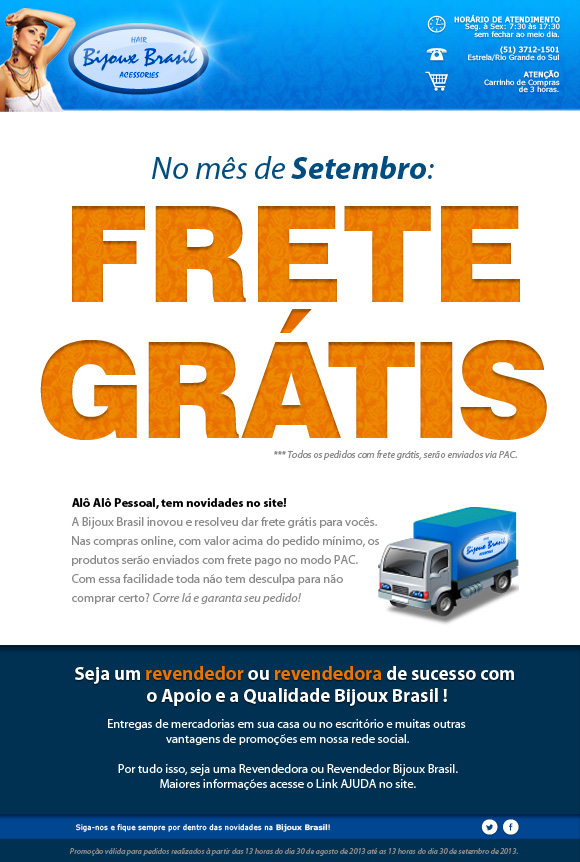 HAIR
Bijoux Brasil
ACESSORIES
HORÁRIO DE ATENDIMENTO
Seg. à Sex: 7:30 às 17:30
sem fechar ao meio dia.
(51) 3712-1501
Estrela/Rio Grande do Sul
ATENÇÃO
Carrinho de Compras
de 3 horas.
No mês de Setembro:
FRETE
GRÁTIS
*** Todos os pedidos com frete grátis, serão enviados via PAC.
Alô Alô Pessoal, tem novidades no site!
A Bijoux Brasil inovou e resolveu dar frete grátis para vocês.
Nas compras online, com valor acima do pedido mínimo, os
produtos serão enviados com frete pago no modo PAC.
Com essa facilidade toda não tem desculpa para não
comprar certo? Corre lá e garanta seu pedido!
HAIR
Bijoux Brasil
ACESSORIES
Seja um revendedor ou revendedora de sucesso com
o Apoio e a Qualidade Bijoux Brasil !
Entregas de mercadorias em sua casa ou no escritório e muitas outras
vantagens de promoções em nossa rede social.
Por tudo isso, seja uma Revendedora ou Revendedor Bijoux Brasil.
Maiores informações acesse o Link AJUDA no site.
Siga-nos e fique sempre por dentro das novidades na Bijoux Brasil!
Promoção válida para pedidos realizados à partir das 13 horas do dia 30 de agosto de 2013 até as 13 horas do dia 30 de setembro de 2013.